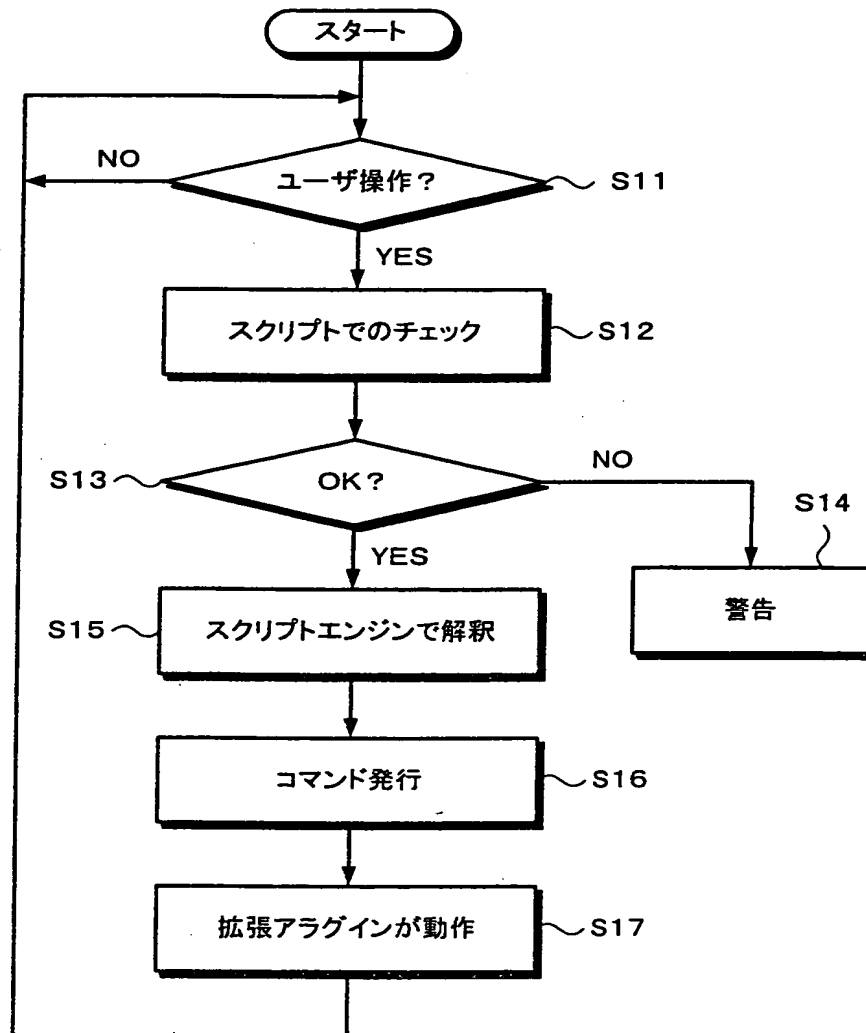 スタート
NO
ユーザ操作？
S11
YES
スクリプトでのチェック
S12
S13
OK？
NO
S14
YES
警告
S15
スクリプトエンジンで解釈
コマンド発行
S16
拡張アラグインが動作
S17